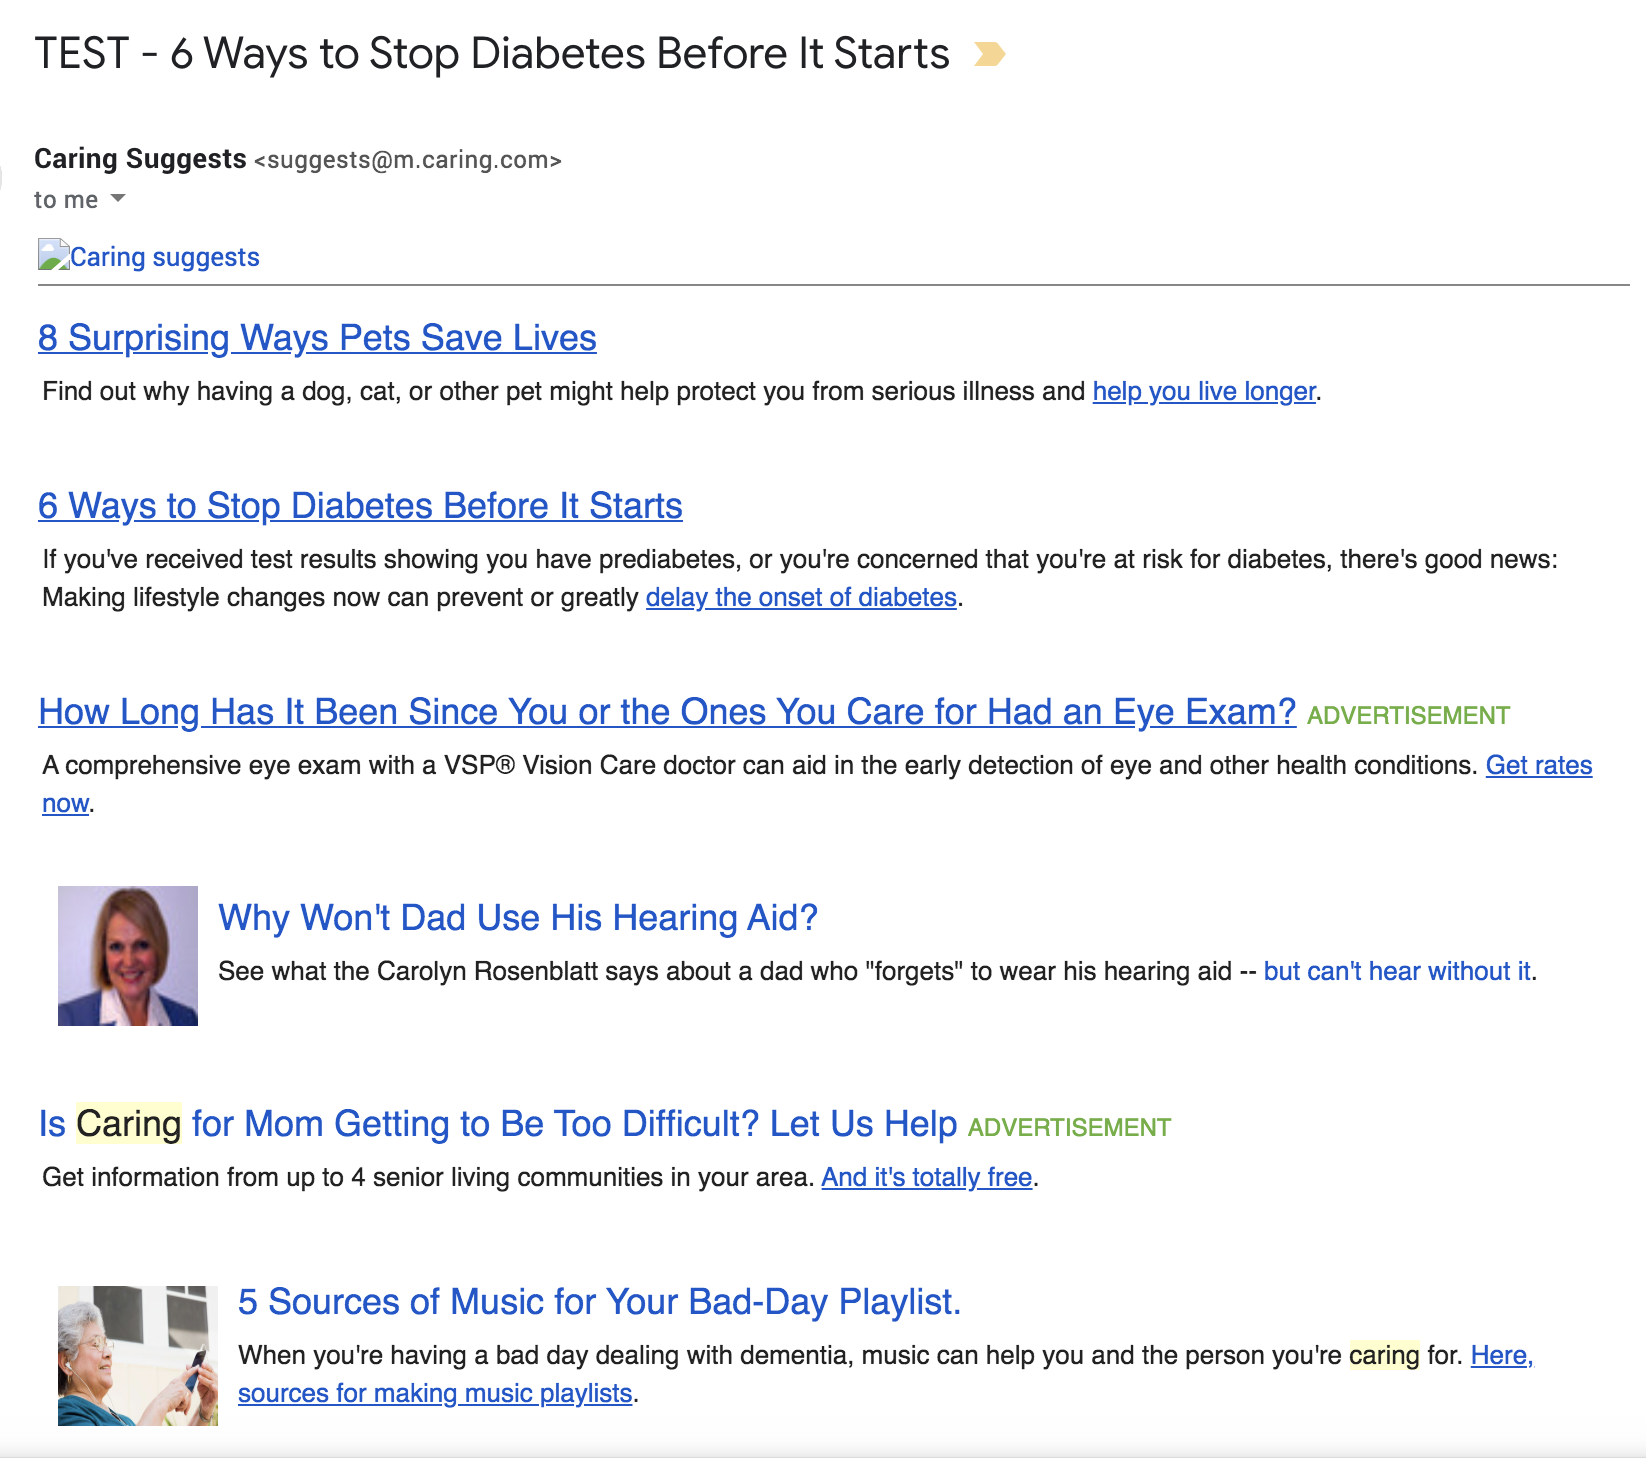 TEST - 6 Ways to Stop Diabetes Before It Starts
Caring Suggests <suggests@m.caring.com>
to me
Caring suggests
8 Surprising Ways Pets Save Lives
Find out why having a dog, cat, or other pet might help protect you from serious illness and help you live longer.
6 Ways to Stop Diabetes Before It Starts
If you've received test results showing you have prediabetes, or you're concerned that you're at risk for diabetes, there's good news:
Making lifestyle changes now can prevent or greatly delay the onset of diabetes.
How Long Has It Been Since You or the Ones You Care for Had an Eye Exam? ADVERTISEMENT
A comprehensive eye exam with a VSP® Vision Care doctor can aid in the early detection of eye and other health conditions. Get rates
now.
Why Won't Dad Use His Hearing Aid?
See what the Carolyn Rosenblatt says about a dad who "forgets" to wear his hearing aid -- but can't hear without it.
Is Caring for Mom Getting to Be Too Difficult? Let Us Help ADVERTISEMENT
Get information from up to 4 senior living communities in your area. And it's totally free.
5 Sources of Music for Your Bad-Day Playlist.
When you're having a bad day dealing with dementia, music can help you and the person you're caring for. Here,
sources for making music playlists.